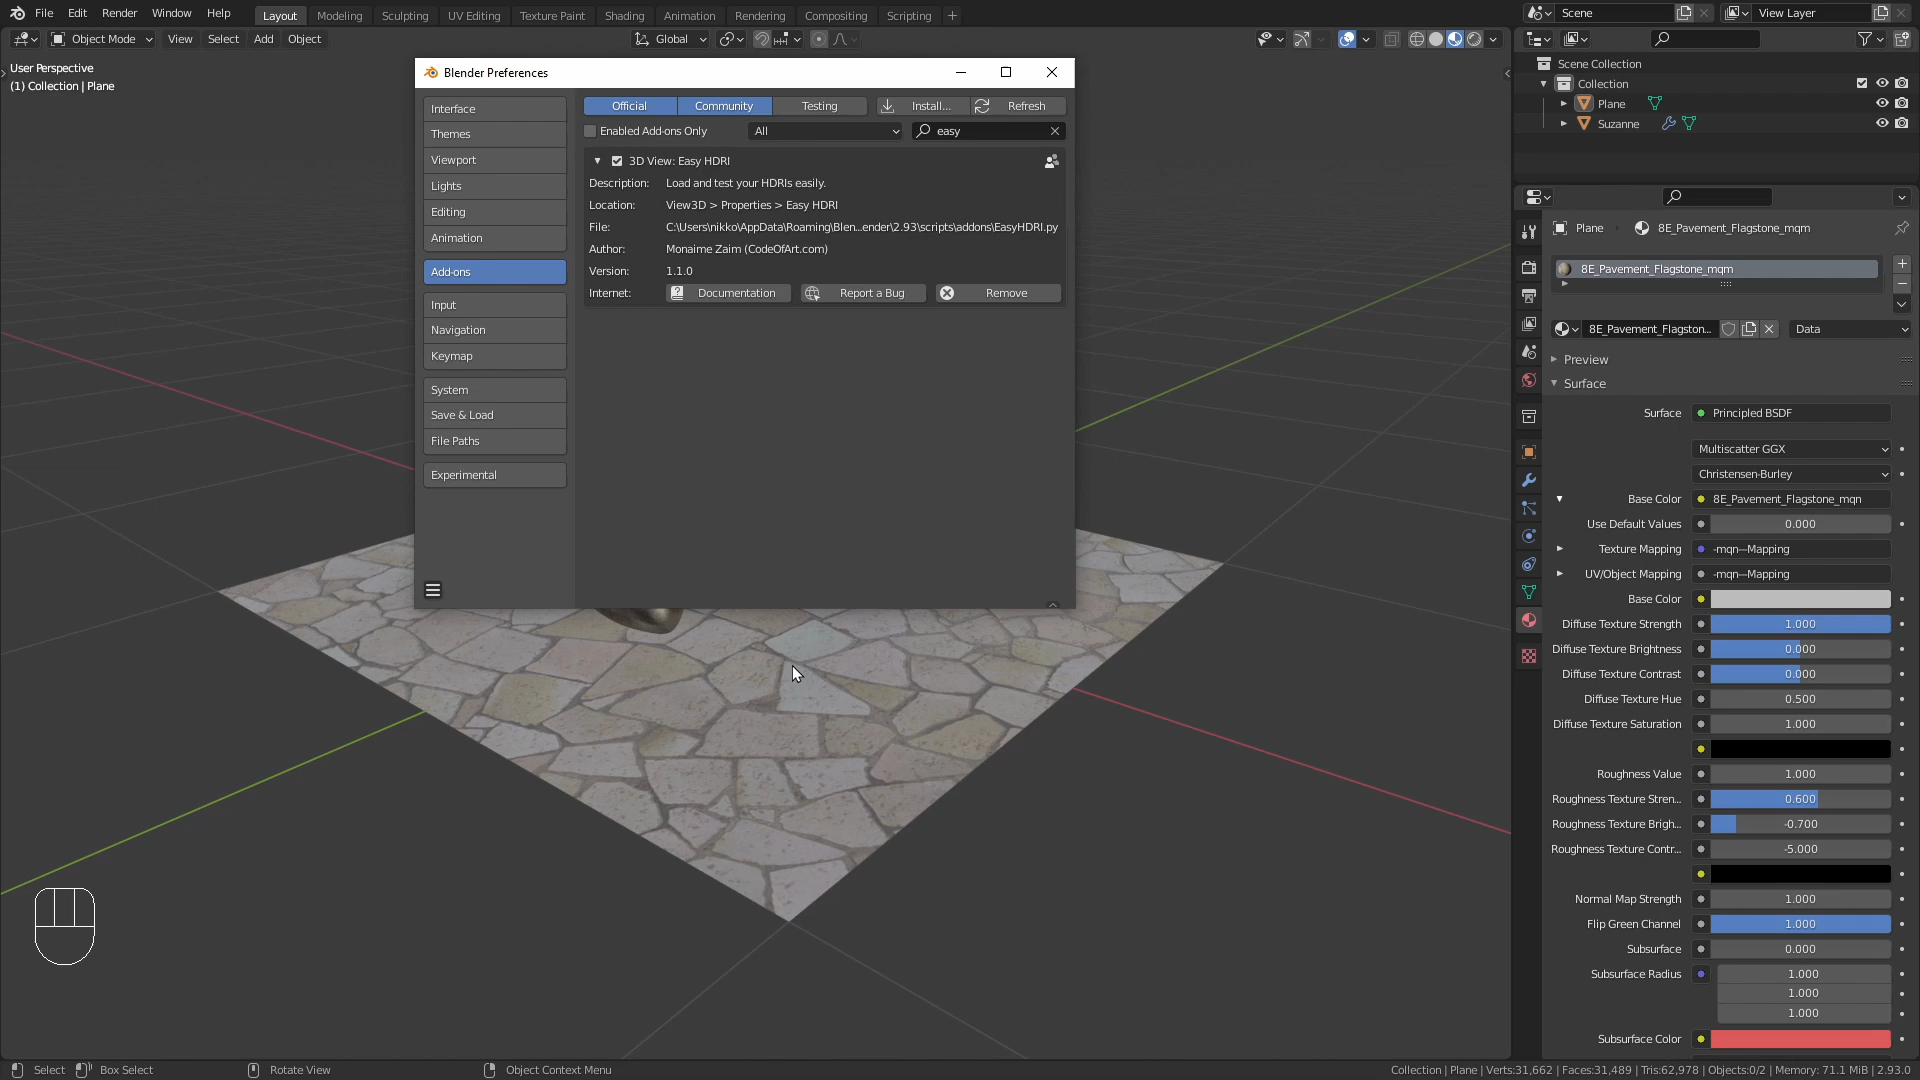 File Edit Render Window Help Layout Modeling Sculpting UV Editing Texture Paint Shading Animation Rendering Compositing Scripting + Scene View Layer
Object Mode View Select Add Object Global
User Perspective
(1) Collection | Plane
Blender Preferences
Interface
Themes
Viewport
Lights
Editing
Animation
Add-ons
Input
Navigation
Keymap
System
Save & Load
File Paths
Experimental
Official Community Testing Install... Refresh
Enabled Add-ons Only All easy
3D View: Easy HDRI
Description: Load and test your HDRIs easily.
Location: View3D > Properties > Easy HDRI
File: C:\Users\nikko\AppData\Roaming\Blen...ender\2.93\scripts\addons\EasyHDRI.py
Author: Monaime Zaim (CodeOfArt.com)
Version: 1.1.0
Internet: Documentation Report a Bug Remove
Scene Collection
Collection
Plane
Suzanne
Plane 8E_Pavement_Flagstone_mqm
8E_Pavement_Flagstone_mqm
8E_Pavement_Flagston... Data
Preview
Surface
Surface Principled BSDF
Multiscatter GGX
Christensen-Burley
Base Color 8E_Pavement_Flagstone_mqn
Use Default Values 0.000
Texture Mapping -mqn—Mapping
UV/Object Mapping -mqn—Mapping
Base Color
Diffuse Texture Strength 1.000
Diffuse Texture Brightness 0.000
Diffuse Texture Contrast 0.000
Diffuse Texture Hue 0.500
Diffuse Texture Saturation 1.000
Roughness Value 1.000
Roughness Texture Stren... 0.600
Roughness Texture Brigh... -0.700
Roughness Texture Contr... -5.000
Normal Map Strength 1.000
Flip Green Channel 1.000
Subsurface 0.000
Subsurface Radius 1.000
1.000
1.000
Subsurface Color
Select Box Select Rotate View Object Context Menu Collection | Plane | Verts:31,662 | Faces:31,489 | Tris:62,978 | Objects:0/2 | Memory: 71.1 MiB | 2.93.0